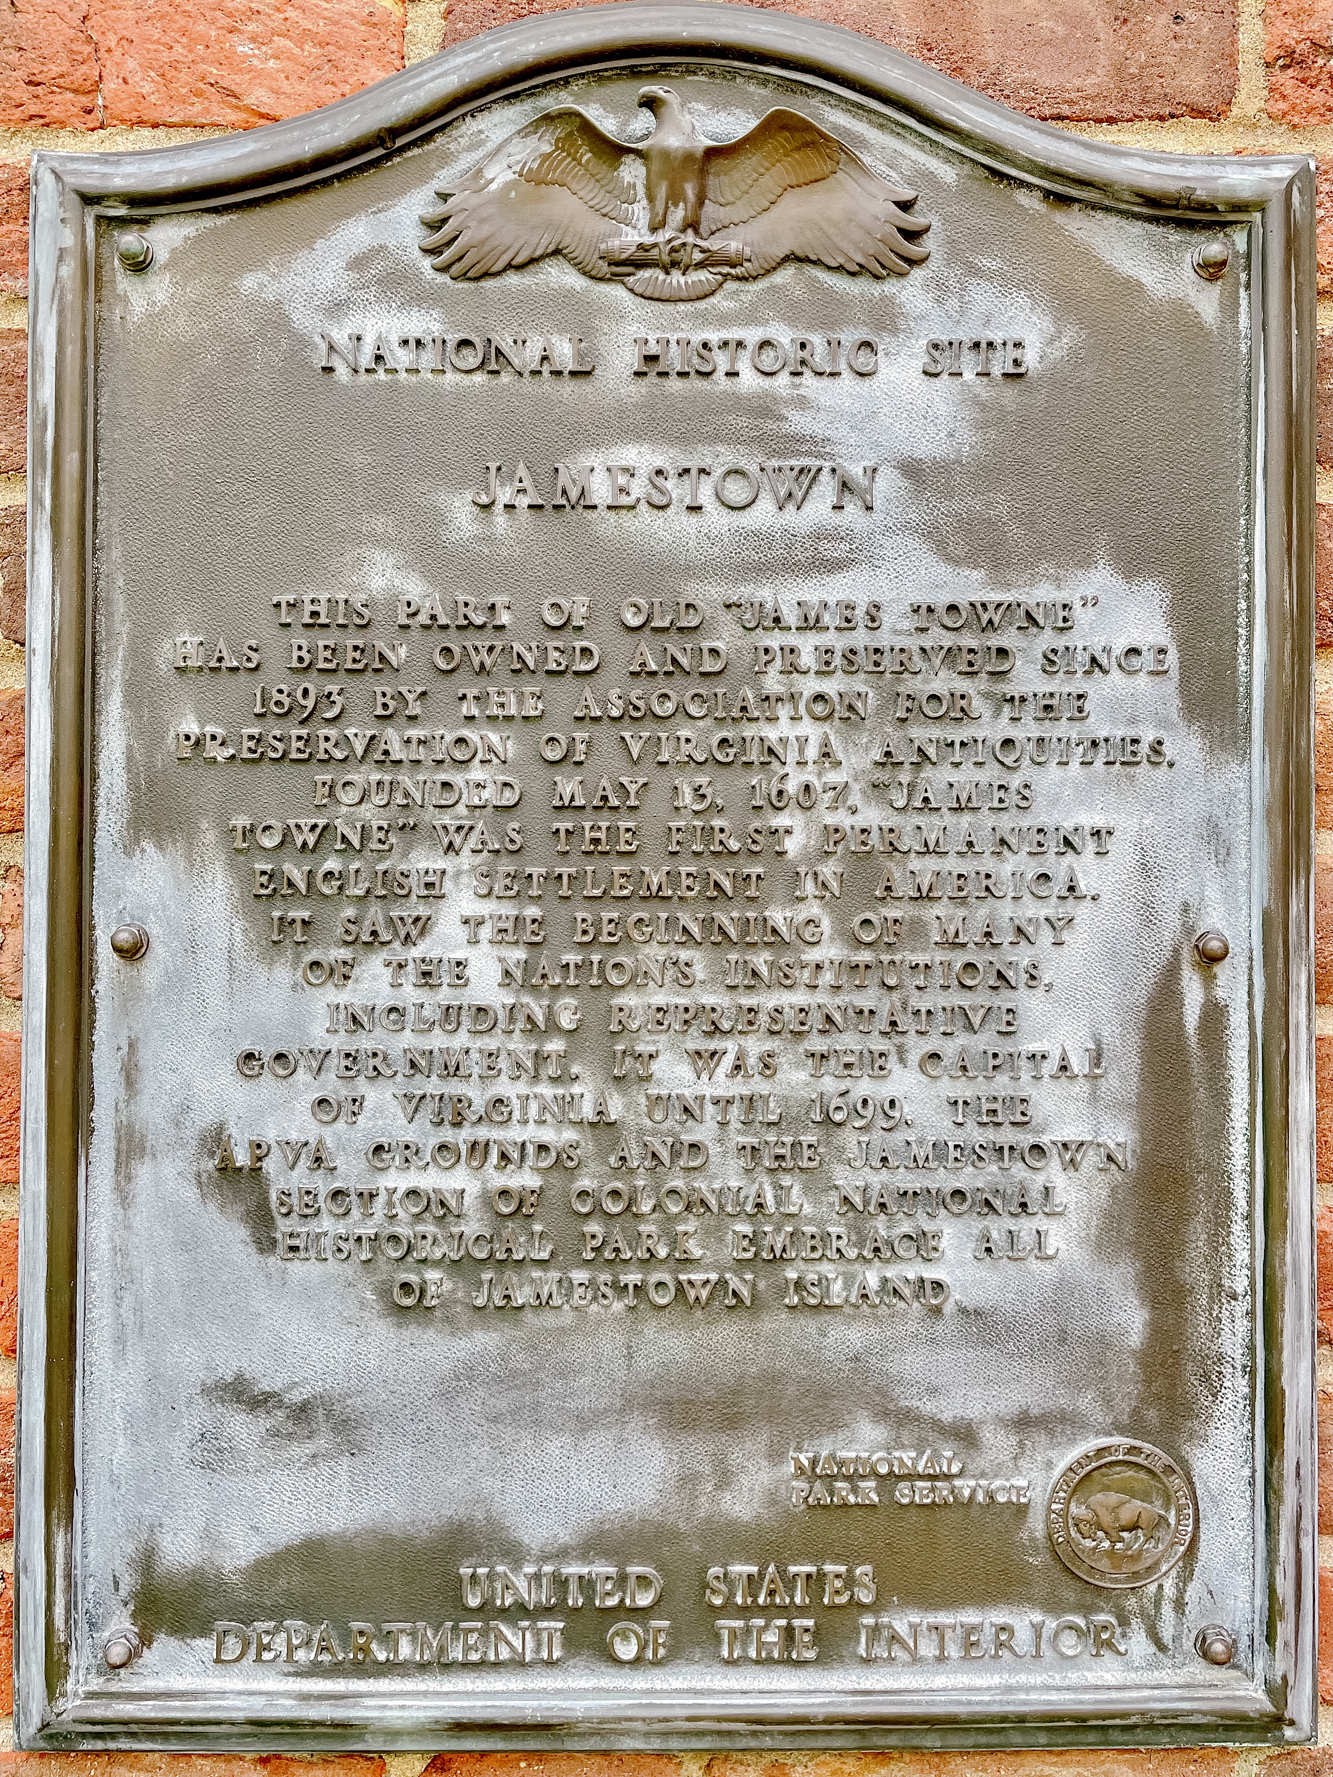 NATIONAL HISTORIC SITE
JAMESTOWN
THIS PART OF OLD "JAMES TOWNE"
HAS BEEN OWNED AND PRESERVED SINCE
1893 BY THE ASSOCIATION FOR THE
PRESERVATION OF VIRGINIA ANTIQUITIES.
FOUNDED MAY 13, 1607, "JAMES
TOWNE" WAS THE FIRST PERMANENT
ENGLISH SETTLEMENT IN AMERICA.
IT SAW THE BEGINNING OF MANY
OF THE NATION'S INSTITUTIONS,
INCLUDING REPRESENTATIVE
GOVERNMENT. IT WAS THE CAPITAL
OF VIRGINIA UNTIL 1699. THE
APVA GROUNDS AND THE JAMESTOWN
SECTION OF COLONIAL NATIONAL
HISTORICAL PARK EMBRACE ALL
OF JAMESTOWN ISLAND
NATIONAL
PARK SERVICE
DEPARTMENT OF THE INTERIOR
UNITED STATES
DEPARTMENT OF THE INTERIOR